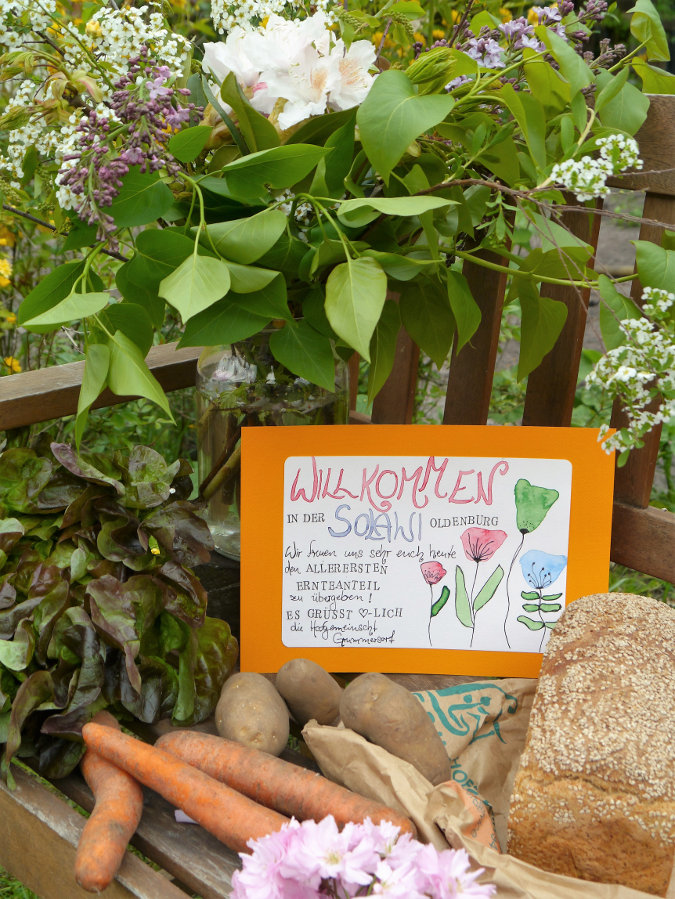 WILLKOMMEN
IN DER SOLAWI OLDENBURG
Wir freuen uns sehr euch heute
den ALLERERSTEN
ERNTEANTEIL
zu übergeben!
ES GRÜSST ♡-LICH
die Hofgemeinschft
Grummersort